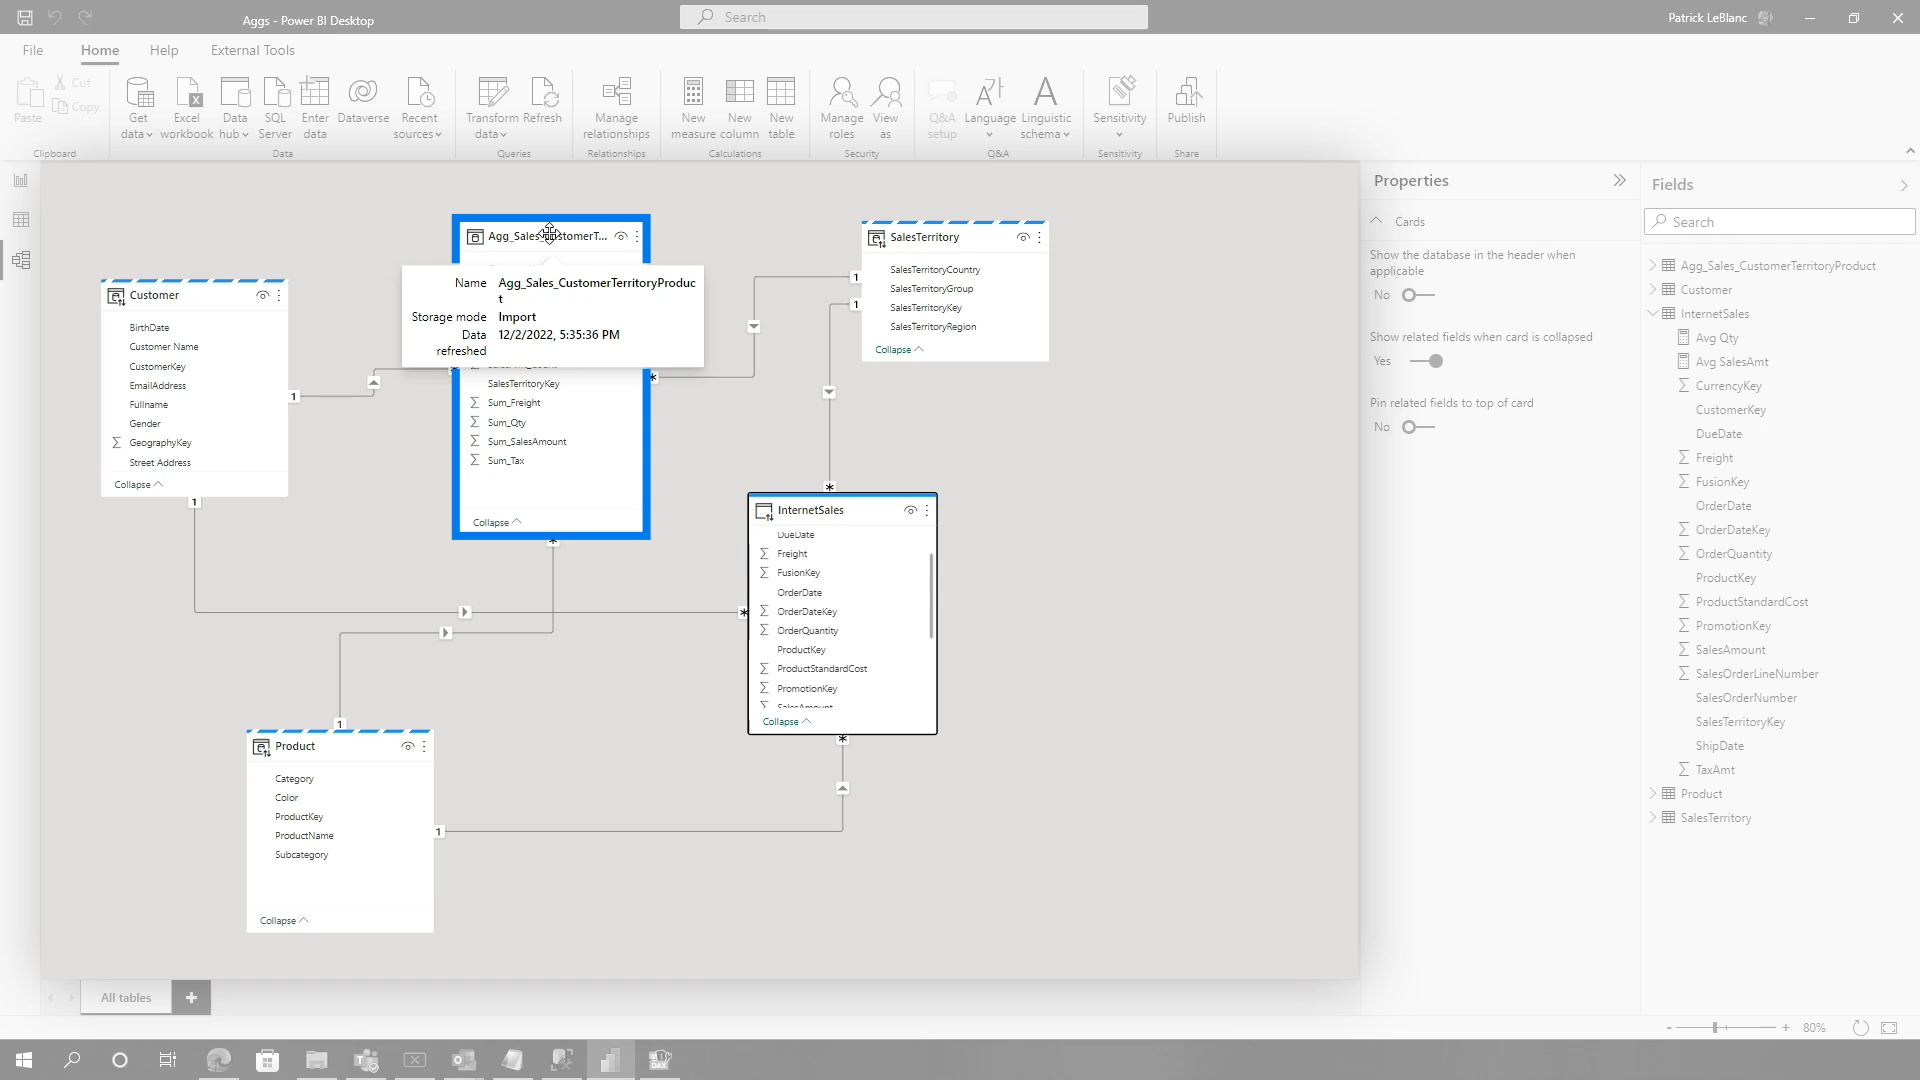 Aggs - Power BI Desktop
Search
Patrick LeBlanc
File
Home
Help
External Tools
Paste
Cut
Copy
Get data
Excel workbook
Data hub
SQL Server
Enter data
Dataverse
Recent sources
Transform data
Refresh
Manage relationships
New measure
New column
New table
Manage roles
View as
Q&A setup
Language
Linguistic schema
Sensitivity
Publish
Clipboard
Data
Queries
Relationships
Calculations
Security
Q&A
Sensitivity
Share
Customer
BirthDate
Customer Name
CustomerKey
EmailAddress
Fullname
Gender
GeographyKey
Street Address
Collapse
1
1
Name Agg_Sales_CustomerTerritoryProduc
t
Storage mode Import
Data refreshed 12/2/2022, 5:35:36 PM
SalesTerritoryKey
Sum_Freight
Sum_Qty
Sum_SalesAmount
Sum_Tax
Collapse
*
*
*
SalesTerritory
SalesTerritoryCountry
SalesTerritoryGroup
SalesTerritoryKey
SalesTerritoryRegion
Collapse
1
1
*
InternetSales
DueDate
Freight
FusionKey
OrderDate
OrderDateKey
OrderQuantity
ProductKey
ProductStandardCost
PromotionKey
SalesAmount
Collapse
*
*
Product
Category
Color
ProductKey
ProductName
Subcategory
Collapse
1
1
Properties
Cards
Show the database in the header when
applicable
No
Show related fields when card is collapsed
Yes
Pin related fields to top of card
No
Fields
Search
Agg_Sales_CustomerTerritoryProduct
Customer
InternetSales
Avg Qty
Avg SalesAmt
CurrencyKey
CustomerKey
DueDate
Freight
FusionKey
OrderDate
OrderDateKey
OrderQuantity
ProductKey
ProductStandardCost
PromotionKey
SalesAmount
SalesOrderLineNumber
SalesOrderNumber
SalesTerritoryKey
ShipDate
TaxAmt
Product
SalesTerritory
All tables
+
- + 80%